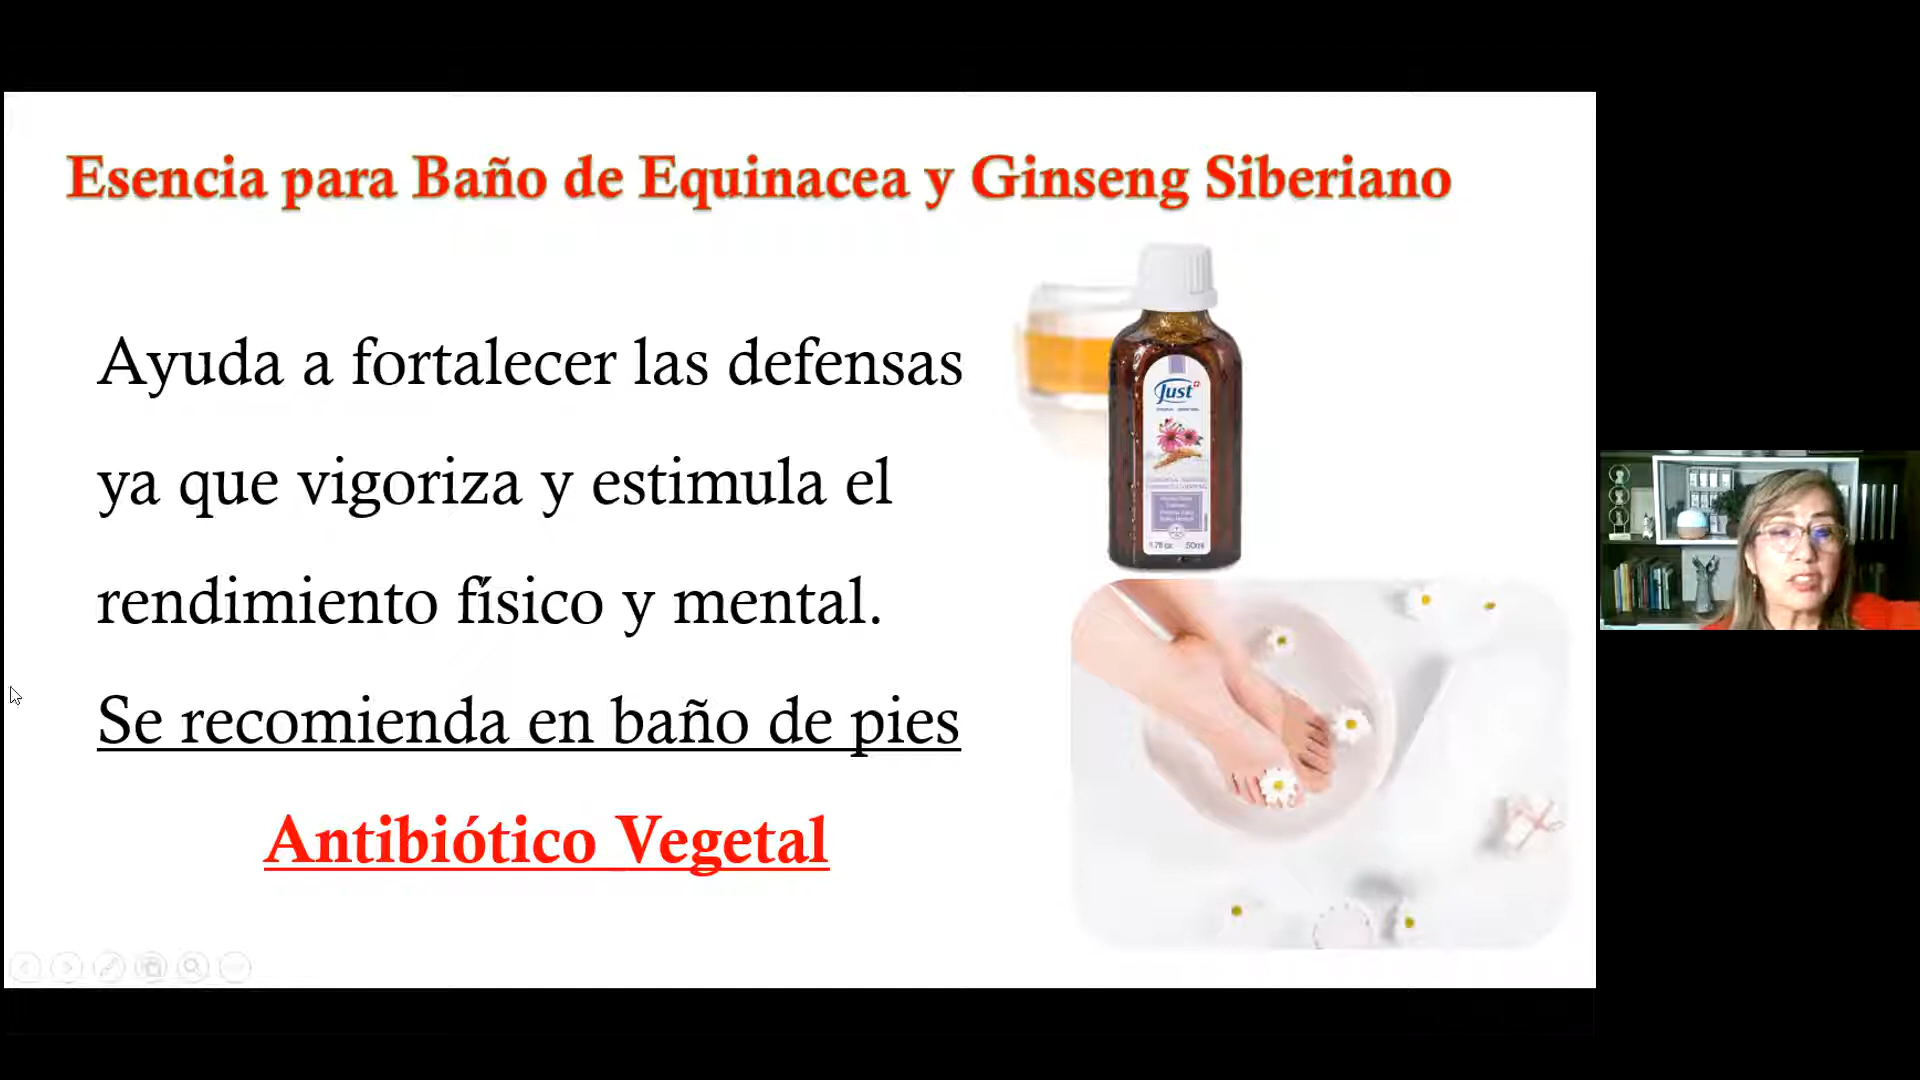 Esencia para Baño de Equinacea y Ginseng Siberiano
Ayuda a fortalecer las defensas
ya que vigoriza y estimula el
rendimiento físico y mental.
Se recomienda en baño de pies
Antibiótico Vegetal
Just
50ml